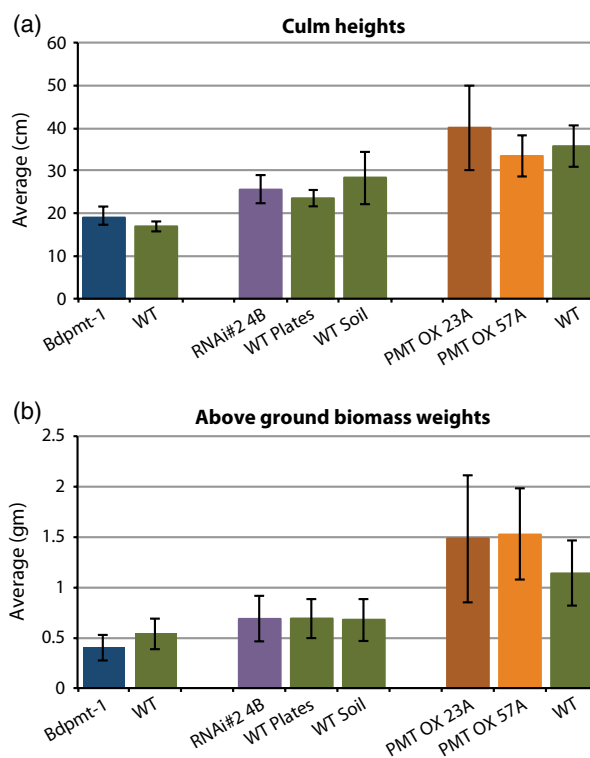 (a)
Culm heights
Average (cm)
60
50
40
30
20
10
0
Bdpmt-1
WT
RNAi#2 4B
WT Plates
WT Soil
PMT OX 23A
PMT OX 57A
WT
(b)
Above ground biomass weights
Average (gm)
2.5
2
1.5
1
0.5
0
Bdpmt-1
WT
RNAi#2 4B
WT Plates
WT Soil
PMT OX 23A
PMT OX 57A
WT